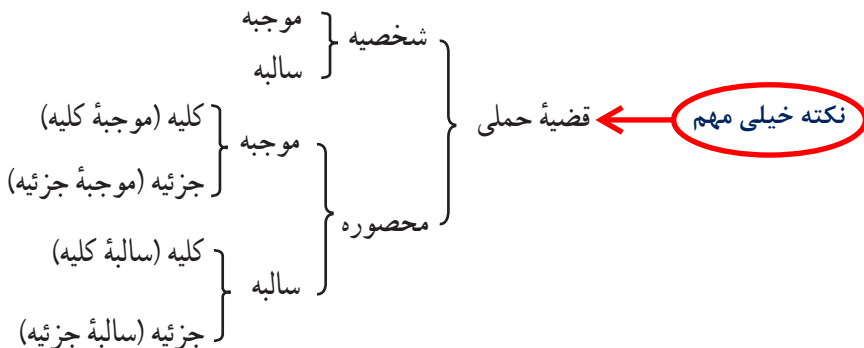 نکته خیلی مهم
قضیهٔ حملی
شخصیه
موجبه
سالبه
محصوره
موجبه
کلیه (موجبهٔ کلیه)
جزئیه (موجبهٔ جزئیه)
سالبه
کلیه (سالبهٔ کلیه)
جزئیه (سالبهٔ جزئیه)